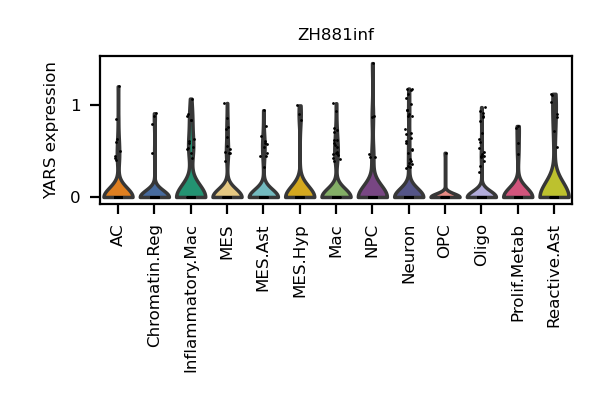 ZH881inf
YARS expression
1
0
AC
Chromatin.Reg
Inflammatory.Mac
MES
MES.Ast
MES.Hyp
Mac
NPC
Neuron
OPC
Oligo
Prolif.Metab
Reactive.Ast